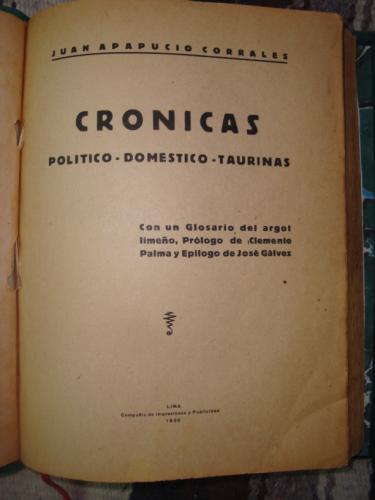 JUAN APAPUCIO CORRALES
CRONICAS
POLITICO - DOMESTICO - TAURINAS
Con un Glosario del argot
limeño, Prólogo de Clemente
Palma y Epílogo de José Gálvez
LIMA
Compañía de Impresiones y Publicidad